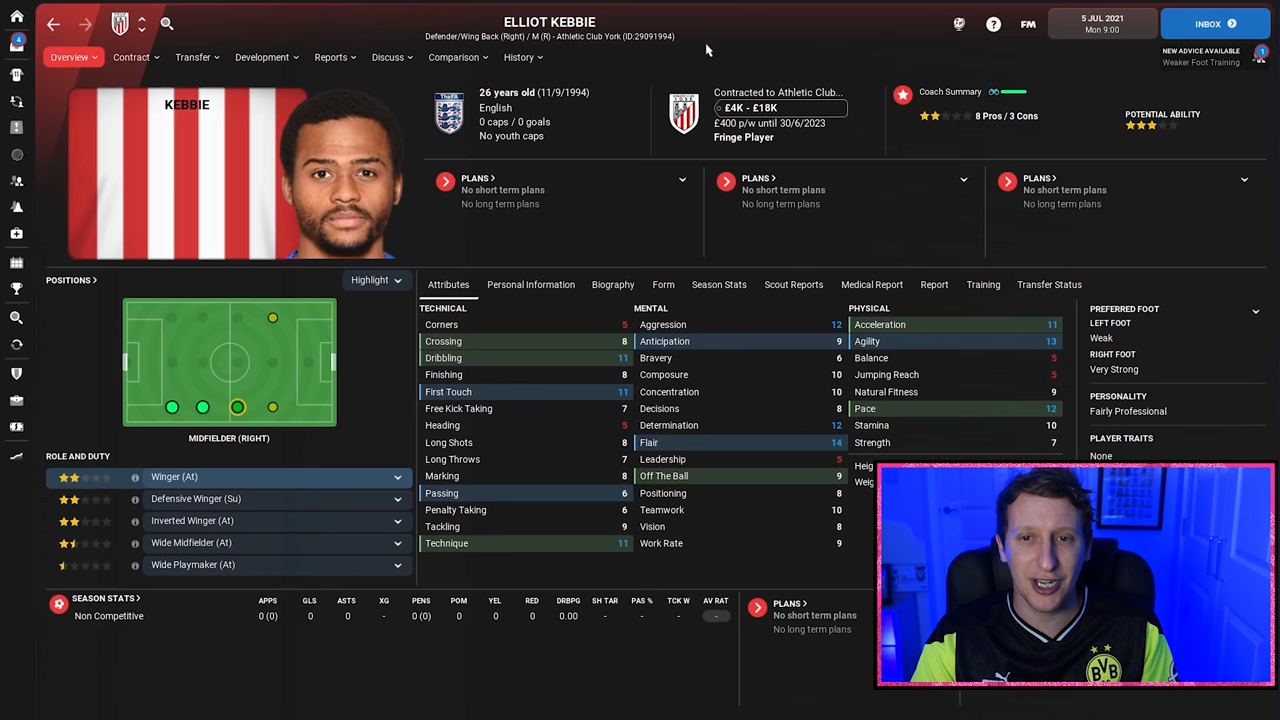 ELLIOT KEBBIE
Defender/Wing Back (Right) / M (R) - Athletic Club York (ID:29091994)
FM
5 JUL 2021
Mon 9:00
INBOX
4
Overview
Contract
Transfer
Development
Reports
Discuss
Comparison
History
NEW ADVICE AVAILABLE
Weaker Foot Training
1
KEBBIE
26 years old (11/9/1994)
English
0 caps / 0 goals
No youth caps
Contracted to Athletic Club...
£4K - £18K
£400 p/w until 30/6/2023
Fringe Player
Coach Summary
8 Pros / 3 Cons
POTENTIAL ABILITY
PLANS >
No short term plans
No long term plans
PLANS >
No short term plans
No long term plans
PLANS >
No short term plans
No long term plans
POSITIONS >
Highlight
MIDFIELDER (RIGHT)
ROLE AND DUTY
Winger (At)
Defensive Winger (Su)
Inverted Winger (At)
Wide Midfielder (At)
Wide Playmaker (At)
Attributes
Personal Information
Biography
Form
Season Stats
Scout Reports
Medical Report
Report
Training
Transfer Status
TECHNICAL
Corners 5
Crossing 8
Dribbling 11
Finishing 8
First Touch 11
Free Kick Taking 7
Heading 5
Long Shots 8
Long Throws 7
Marking 8
Passing 6
Penalty Taking 6
Tackling 9
Technique 11
MENTAL
Aggression 12
Anticipation 9
Bravery 6
Composure 10
Concentration 10
Decisions 8
Determination 12
Flair 14
Leadership 5
Off The Ball 9
Positioning 8
Teamwork 10
Vision 8
Work Rate 9
PHYSICAL
Acceleration 11
Agility 13
Balance 5
Jumping Reach 5
Natural Fitness 9
Pace 12
Stamina 10
Strength 7
PREFERRED FOOT
LEFT FOOT
Weak
RIGHT FOOT
Very Strong
PERSONALITY
Fairly Professional
PLAYER TRAITS
None
SEASON STATS >
APPS GLS ASTS XG PENS POM YEL RED DRBPG SH TAR PAS % TCK W AV RAT
Non Competitive 0 (0) 0 0 - 0 (0) 0 0 0 0.00 - - - -
PLANS >
No short term plans
No long term plans
BVB
09